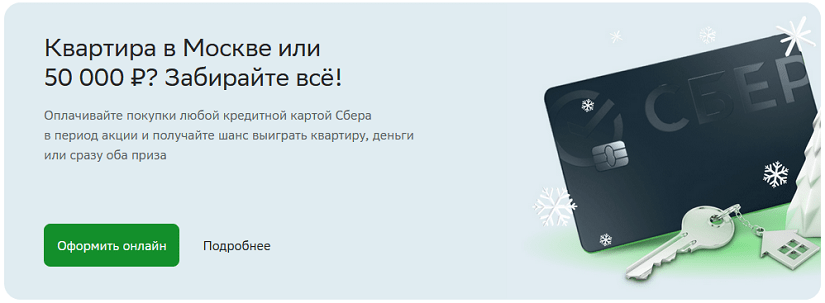 Квартира в Москве или
50 000 ₽? Забирайте всё!
Оплачивайте покупки любой кредитной картой Сбера
в период акции и получайте шанс выиграть квартиру, деньги
или сразу оба приза
Оформить онлайн
Подробнее
СБЕР